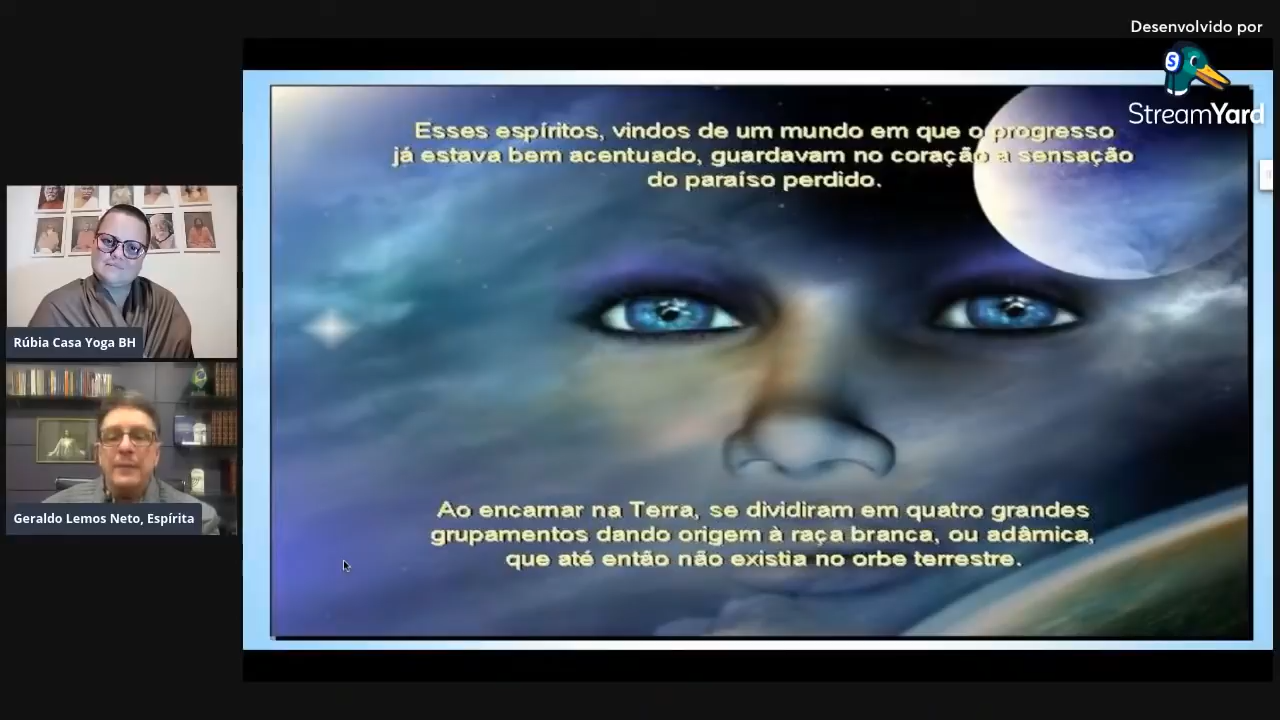 Desenvolvido por
StreamYard
Esses espíritos, vindos de um mundo em que o progresso
já estava bem acentuado, guardavam no coração a sensação
do paraíso perdido.
Rúbia Casa Yoga BH
Geraldo Lemos Neto, Espírita
Ao encarnar na Terra, se dividiram em quatro grandes
grupamentos dando origem à raça branca, ou adâmica,
que até então não existia no orbe terrestre.